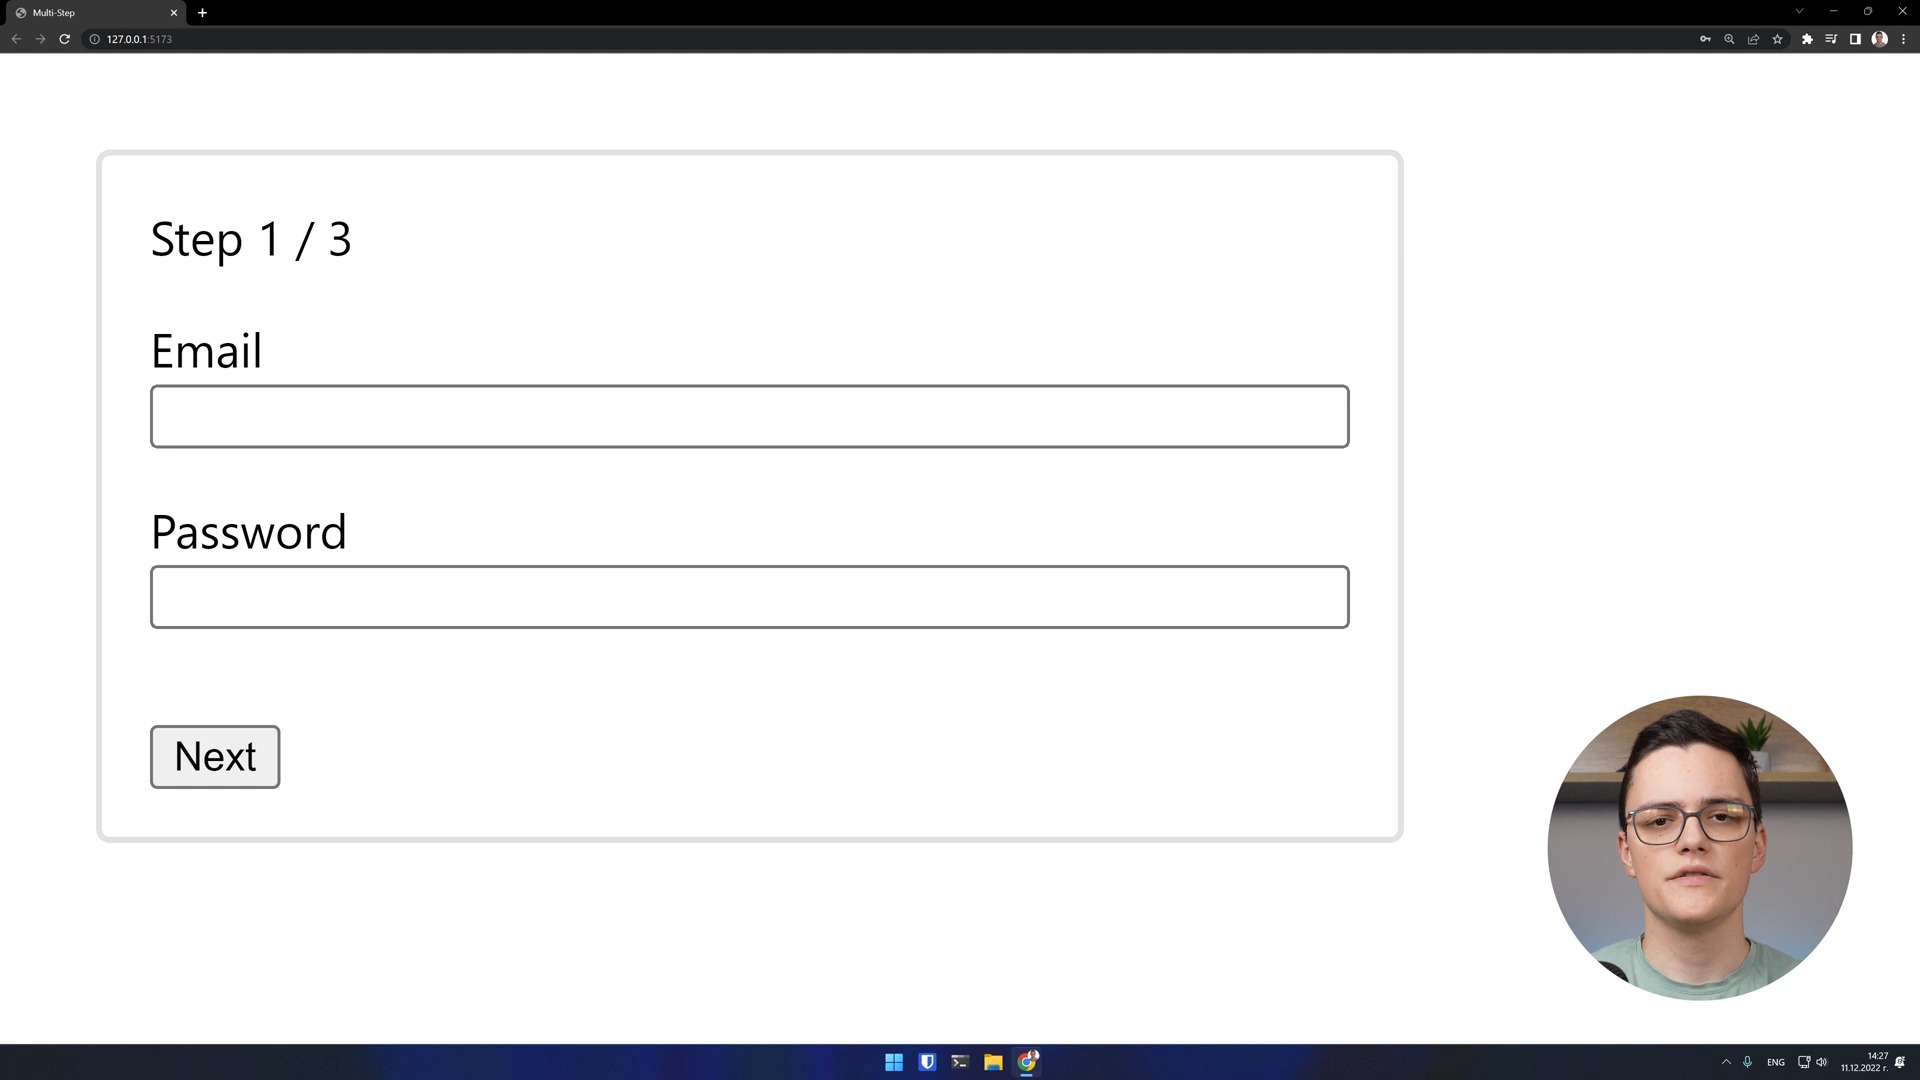 Multi-Step
127.0.0.1:5173
Step 1 / 3
Email
Password
Next
ENG
14:27
11.12.2022 г.